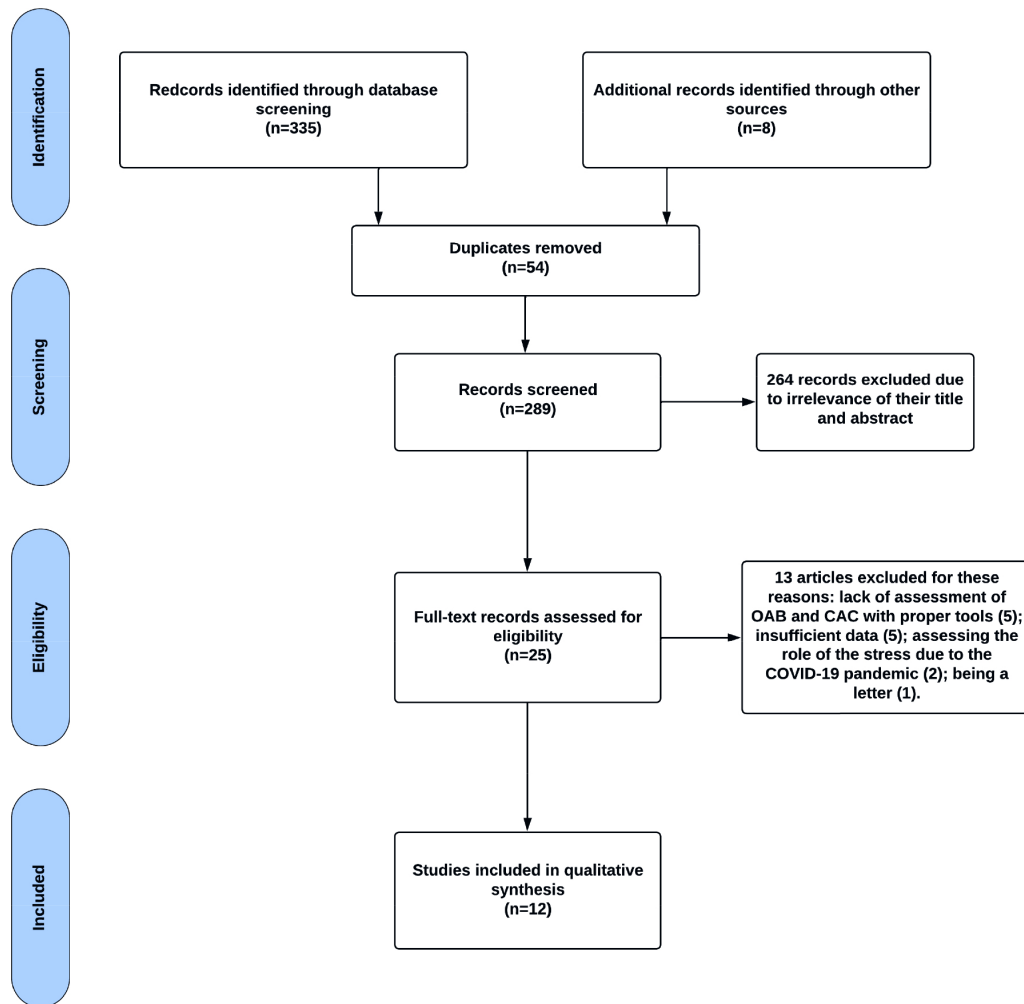 Identification
Redcords identified through database
screening
(n=335)
Additional records identified through other
sources
(n=8)
Duplicates removed
(n=54)
Screening
Records screened
(n=289)
264 records excluded due
to irrelevance of their title
and abstract
Eligibility
Full-text records assessed for
eligibility
(n=25)
13 articles excluded for these
reasons: lack of assessment of
OAB and CAC with proper tools (5);
insufficient data (5); assessing the
role of the stress due to the
COVID-19 pandemic (2); being a
letter (1).
Included
Studies included in qualitative
synthesis
(n=12)